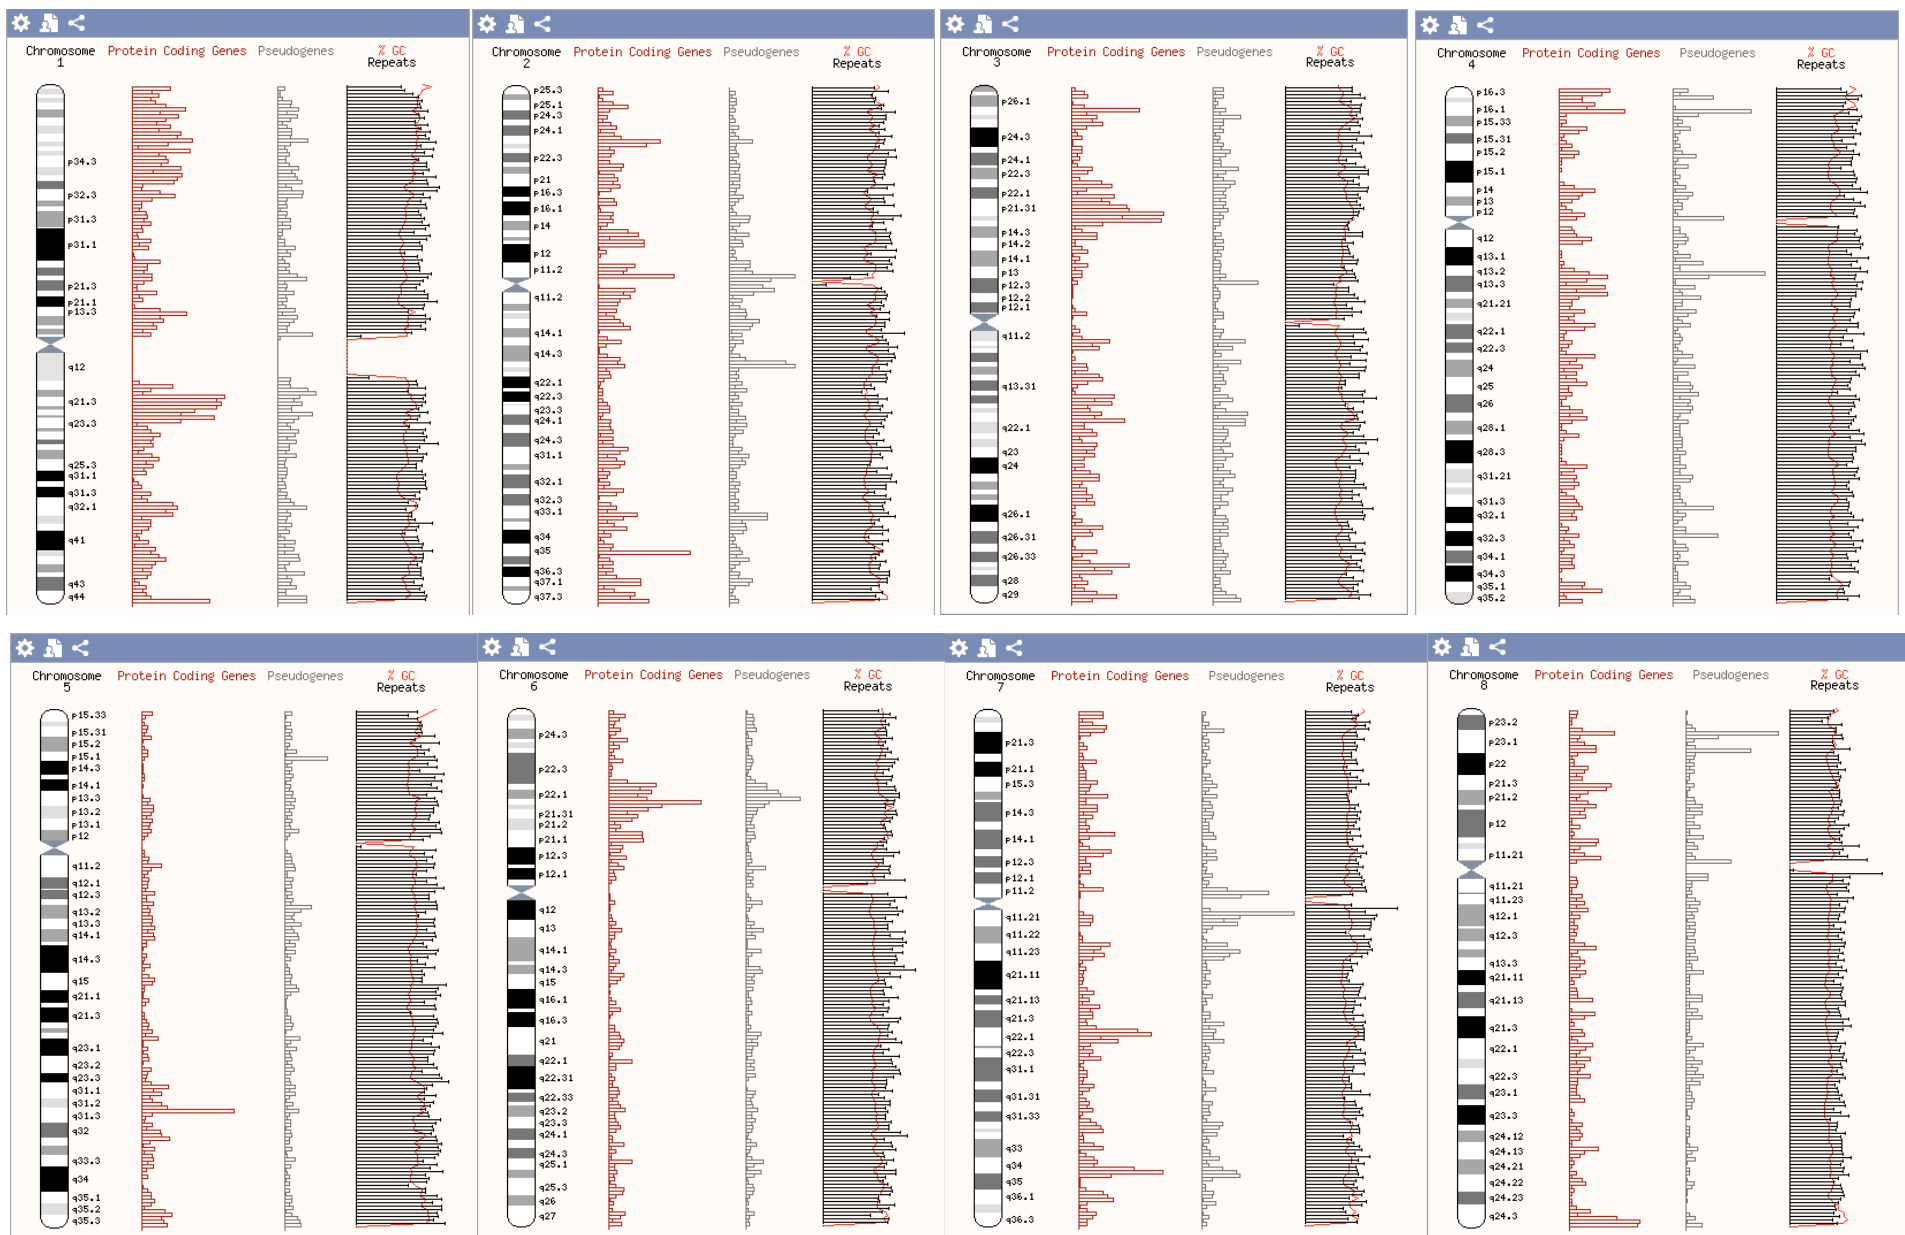 Chromosome Protein Coding Genes Pseudogenes % GC
1 Repeats
p34.3
p32.3
p31.3
p31.1
p21.3
p21.1
p13.3
q12
q21.3
q23.3
q25.3
q31.1
q31.3
q32.1
q41
q43
q44
Chromosome Protein Coding Genes Pseudogenes % GC
2 Repeats
p25.3
p25.1
p24.3
p24.1
p22.3
p21
p16.3
p16.1
p14
p12
p11.2
q11.2
q14.1
q14.3
q22.1
q22.3
q23.3
q24.1
q24.3
q31.1
q32.1
q32.3
q33.1
q34
q35
q36.3
q37.1
q37.3
Chromosome Protein Coding Genes Pseudogenes % GC
3 Repeats
p26.1
p24.3
p24.1
p22.3
p22.1
p21.31
p14.3
p14.2
p14.1
p13
p12.3
p12.2
p12.1
q11.2
q13.31
q22.1
q23
q24
q26.1
q26.31
q26.33
q28
q29
Chromosome Protein Coding Genes Pseudogenes % GC
4 Repeats
p16.3
p16.1
p15.33
p15.31
p15.2
p15.1
p14
p13
p12
q12
q13.1
q13.2
q13.3
q21.21
q22.1
q22.3
q24
q25
q26
q28.1
q28.3
q31.21
q31.3
q32.1
q32.3
q34.1
q34.3
q35.1
q35.2
Chromosome Protein Coding Genes Pseudogenes % GC
5 Repeats
p15.33
p15.31
p15.2
p15.1
p14.3
p14.1
p13.3
p13.2
p13.1
p12
q11.2
q12.1
q12.3
q13.2
q13.3
q14.1
q14.3
q15
q21.1
q21.3
q23.1
q23.2
q23.3
q31.1
q31.2
q31.3
q32
q33.3
q34
q35.1
q35.2
q35.3
Chromosome Protein Coding Genes Pseudogenes % GC
6 Repeats
p24.3
p22.3
p22.1
p21.31
p21.2
p21.1
p12.3
p12.1
q12
q13
q14.1
q14.3
q15
q16.1
q16.3
q21
q22.1
q22.31
q22.33
q23.2
q23.3
q24.1
q24.3
q25.1
q25.3
q26
q27
Chromosome Protein Coding Genes Pseudogenes % GC
7 Repeats
p21.3
p21.1
p15.3
p14.3
p14.1
p12.3
p12.1
p11.2
q11.21
q11.22
q11.23
q21.11
q21.13
q21.3
q22.1
q22.3
q31.1
q31.31
q31.33
q33
q34
q35
q36.1
q36.3
Chromosome Protein Coding Genes Pseudogenes % GC
8 Repeats
p23.2
p23.1
p22
p21.3
p21.2
p12
p11.21
q11.21
q11.23
q12.1
q12.3
q13.3
q21.11
q21.13
q21.3
q22.1
q22.3
q23.1
q23.3
q24.12
q24.13
q24.21
q24.22
q24.23
q24.3